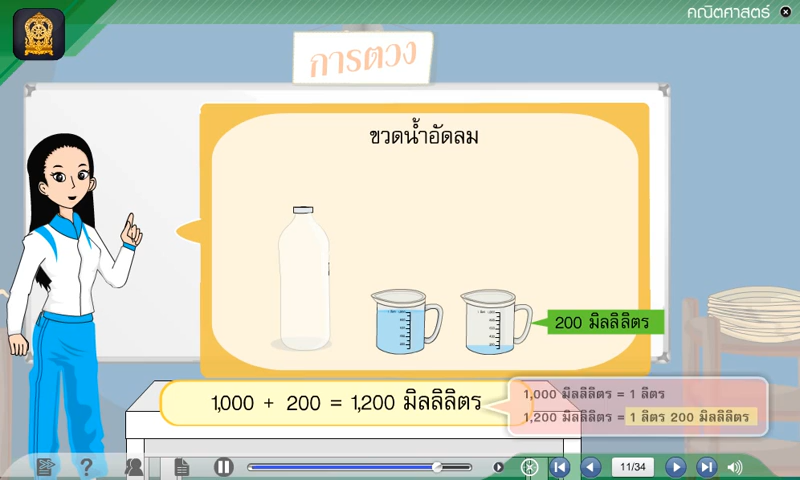 คณิตศาสตร์
การตวง
ขวดน้ำอัดลม
200 มิลลิลิตร
1,000 + 200 = 1,200 มิลลิลิตร
1,000 มิลลิลิตร = 1 ลิตร
1,200 มิลลิลิตร = 1 ลิตร 200 มิลลิลิตร
11/34